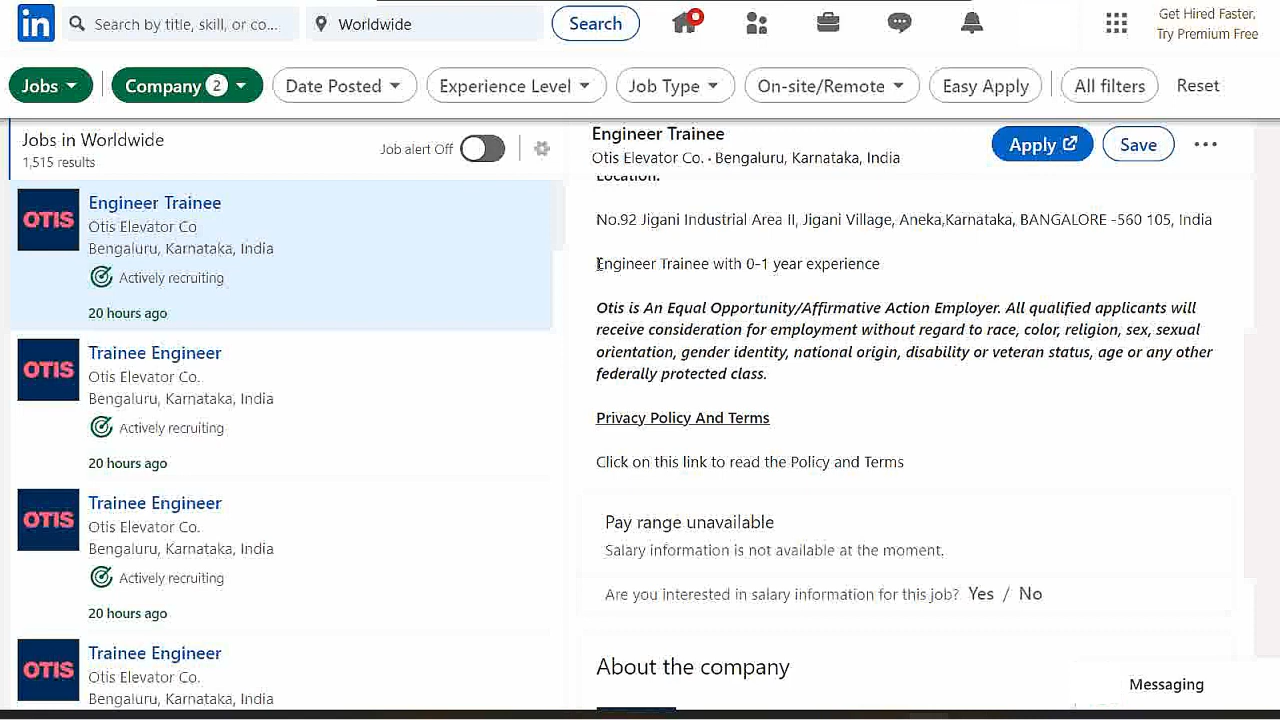 in
Search by title, skill, or co
Worldwide
Search
Get Hired Faster,
Try Premium Free
Jobs
Company 2
Date Posted
Experience Level
Job Type
On-site/Remote
Easy Apply
All filters
Reset
Jobs in Worldwide
1,515 results
Job alert Off
OTIS
Engineer Trainee
Otis Elevator Co
Bengaluru, Karnataka, India
Actively recruiting
20 hours ago
OTIS
Trainee Engineer
Otis Elevator Co.
Bengaluru, Karnataka, India
Actively recruiting
20 hours ago
OTIS
Trainee Engineer
Otis Elevator Co.
Bengaluru, Karnataka, India
Actively recruiting
20 hours ago
OTIS
Trainee Engineer
Otis Elevator Co.
Bengaluru, Karnataka, India
Engineer Trainee
Otis Elevator Co. · Bengaluru, Karnataka, India
Apply
Save
Location:
No.92 Jigani Industrial Area II, Jigani Village, Aneka,Karnataka, BANGALORE -560 105, India
Engineer Trainee with 0-1 year experience
Otis is An Equal Opportunity/Affirmative Action Employer. All qualified applicants will
receive consideration for employment without regard to race, color, religion, sex, sexual
orientation, gender identity, national origin, disability or veteran status, age or any other
federally protected class.
Privacy Policy And Terms
Click on this link to read the Policy and Terms
Pay range unavailable
Salary information is not available at the moment.
Are you interested in salary information for this job? Yes / No
About the company
Messaging